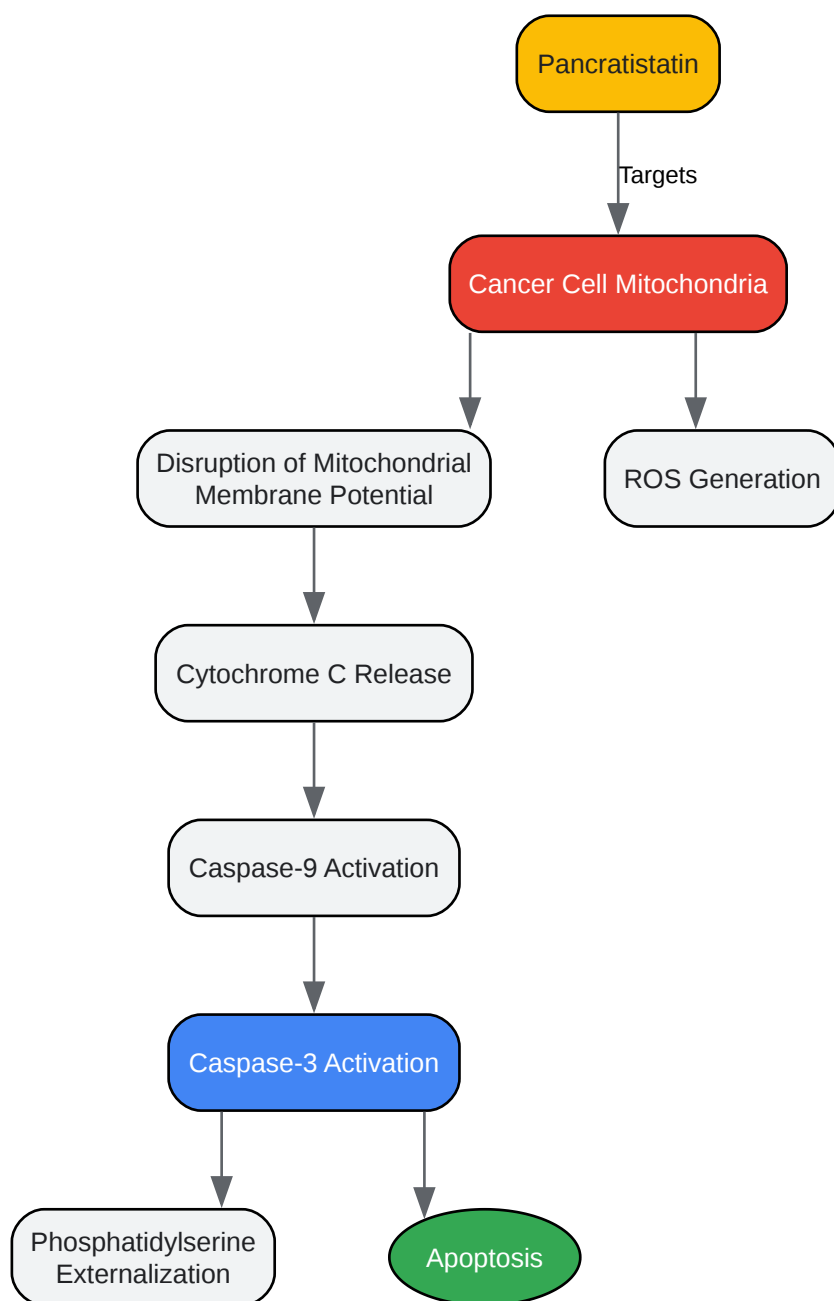 Pancratistatin
Targets
Cancer Cell Mitochondria
Disruption of Mitochondrial
Membrane Potential
ROS Generation
Cytochrome C Release
Caspase-9 Activation
Caspase-3 Activation
Phosphatidylserine
Externalization
Apoptosis